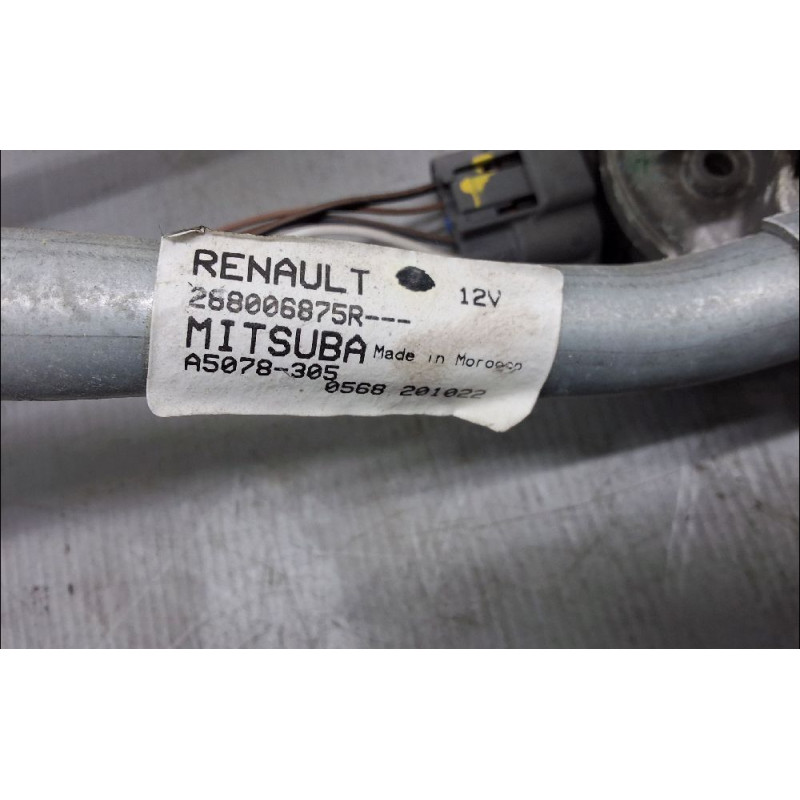 RENAULT 12V
268006875R---
MITSUBA Made in Morocco
A5078-305
0568 201022